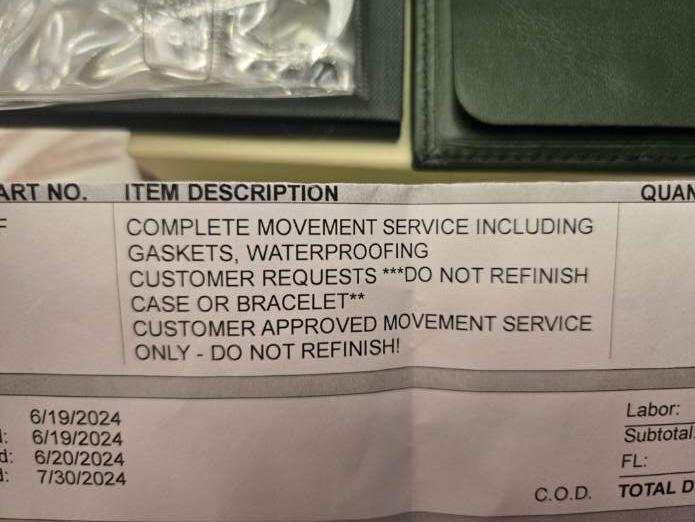 ART NO. ITEM DESCRIPTION QUAN
F
COMPLETE MOVEMENT SERVICE INCLUDING
GASKETS, WATERPROOFING
CUSTOMER REQUESTS ***DO NOT REFINISH
CASE OR BRACELET**
CUSTOMER APPROVED MOVEMENT SERVICE
ONLY - DO NOT REFINISH!
6/19/2024
d: 6/19/2024
d: 6/20/2024
d: 7/30/2024
Labor:
Subtotal:
FL:
C.O.D. TOTAL D